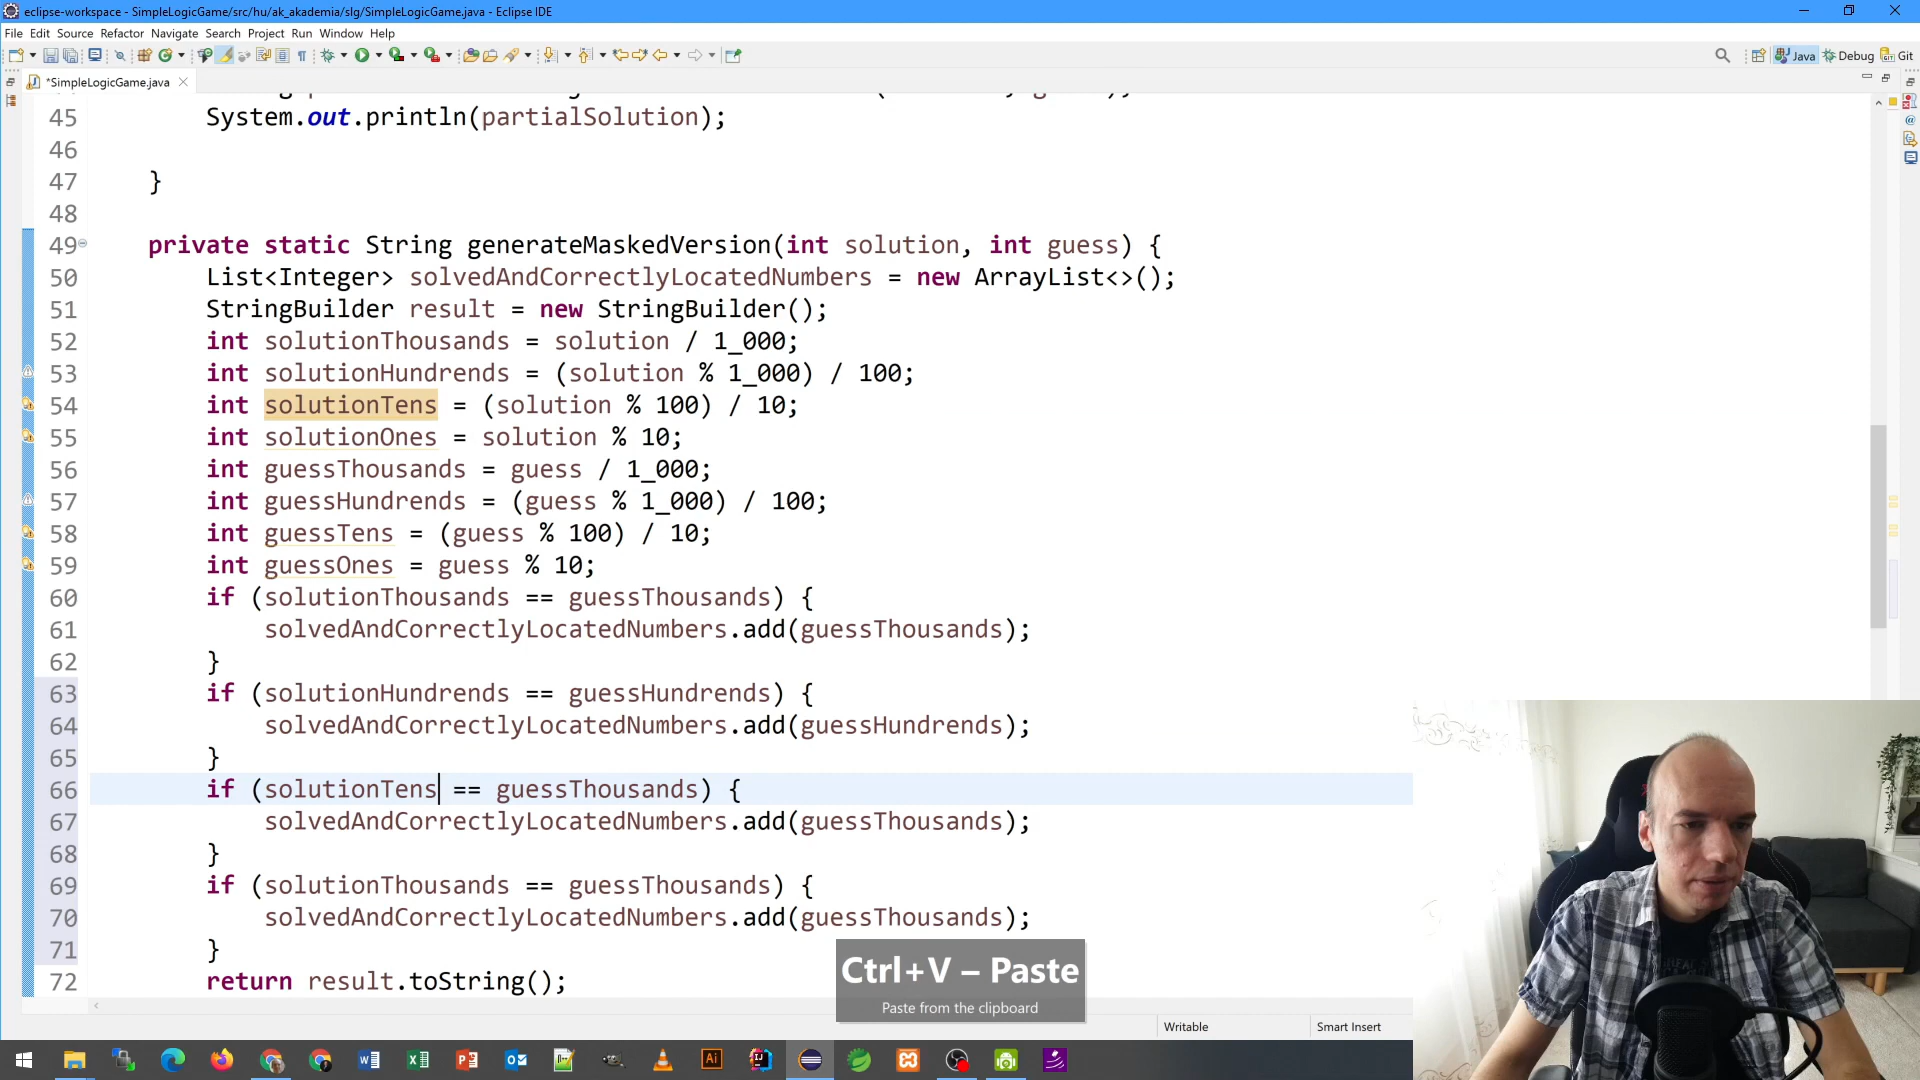 eclipse-workspace - SimpleLogicGame/src/hu/ak_akademia/slg/SimpleLogicGame.java - Eclipse IDE
File Edit Source Refactor Navigate Search Project Run Window Help
Java Debug Git
*SimpleLogicGame.java
45 System.out.println(partialSolution);
46
47 }
48
49 private static String generateMaskedVersion(int solution, int guess) {
50 List<Integer> solvedAndCorrectlyLocatedNumbers = new ArrayList<>();
51 StringBuilder result = new StringBuilder();
52 int solutionThousands = solution / 1_000;
53 int solutionHundrends = (solution % 1_000) / 100;
54 int solutionTens = (solution % 100) / 10;
55 int solutionOnes = solution % 10;
56 int guessThousands = guess / 1_000;
57 int guessHundrends = (guess % 1_000) / 100;
58 int guessTens = (guess % 100) / 10;
59 int guessOnes = guess % 10;
60 if (solutionThousands == guessThousands) {
61 solvedAndCorrectlyLocatedNumbers.add(guessThousands);
62 }
63 if (solutionHundrends == guessHundrends) {
64 solvedAndCorrectlyLocatedNumbers.add(guessHundrends);
65 }
66 if (solutionTens == guessThousands) {
67 solvedAndCorrectlyLocatedNumbers.add(guessThousands);
68 }
69 if (solutionThousands == guessThousands) {
70 solvedAndCorrectlyLocatedNumbers.add(guessThousands);
71 }
72 return result.toString();
Ctrl+V – Paste
Paste from the clipboard
Writable Smart Insert